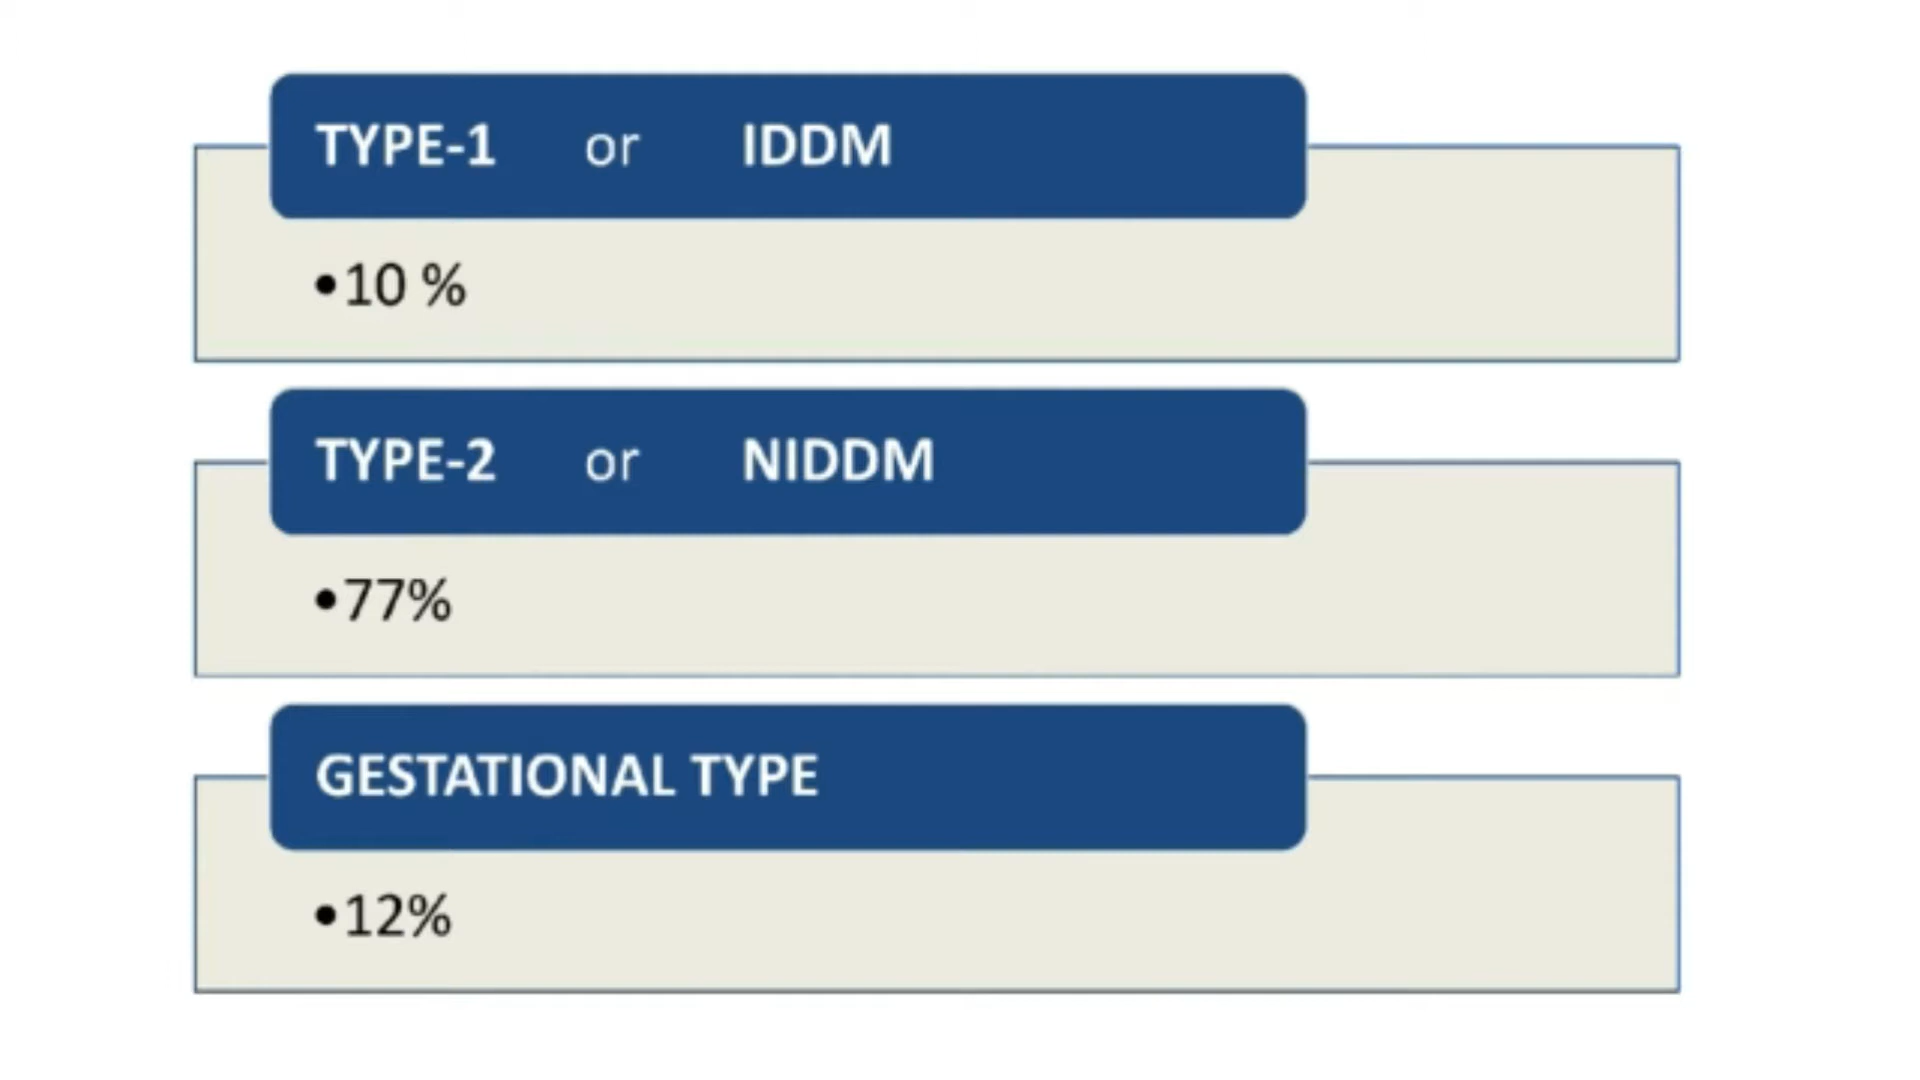 TYPE-1 or IDDM
•10 %
TYPE-2 or NIDDM
•77%
GESTATIONAL TYPE
•12%